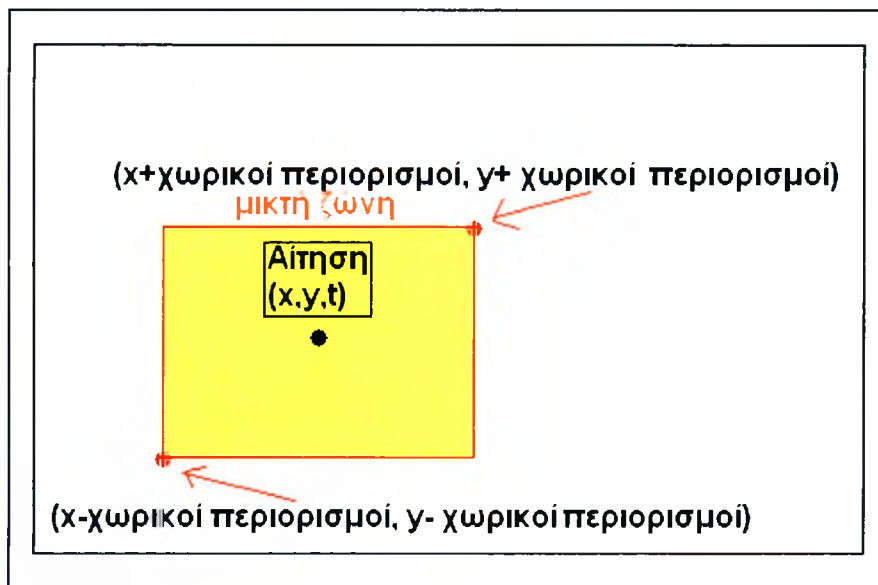 (x+χωρικοί περιορισμοί, y+ χωρικοί περιορισμοί)
μικτή ζώνη
Αίτηση
(x,y,t)
(x-χωρικοί περιορισμοί, y- χωρικοί περιορισμοί)